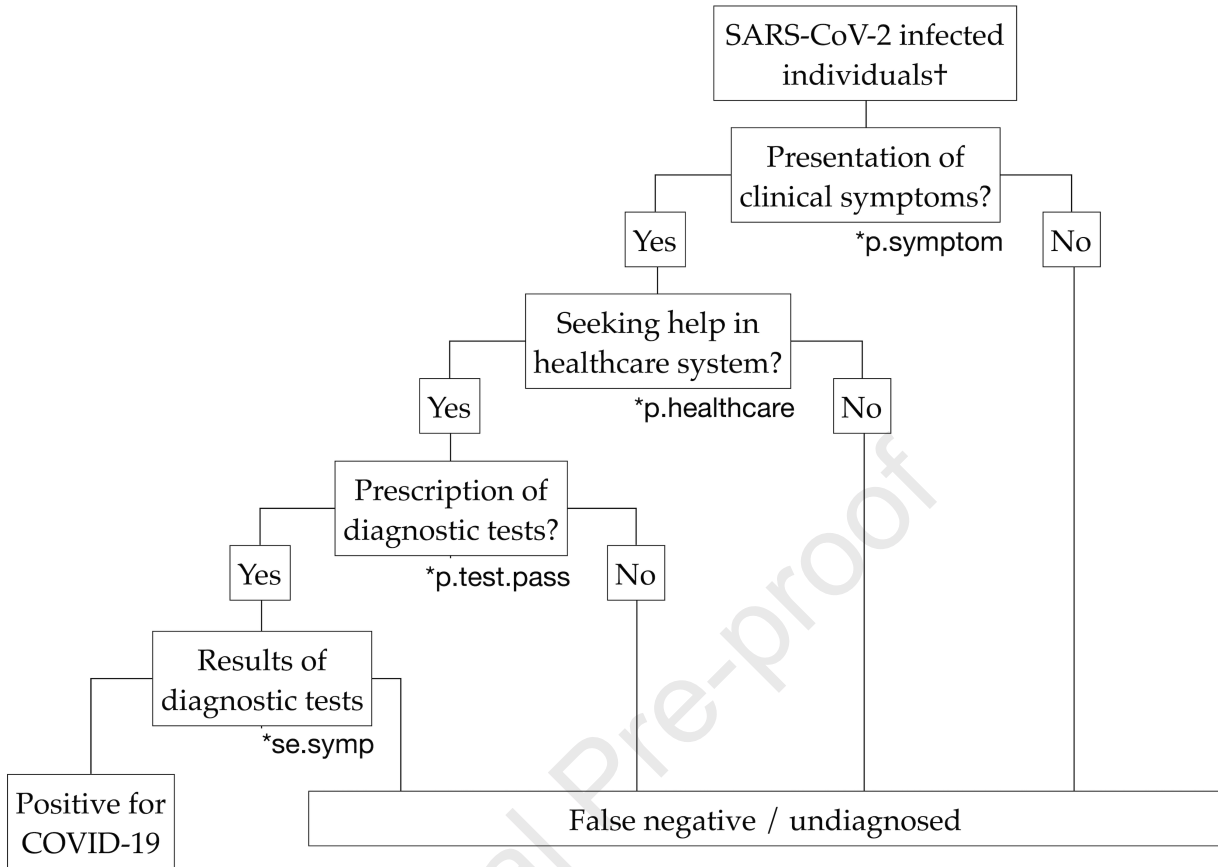 SARS-CoV-2 infected
individuals†
Presentation of
clinical symptoms?
*p.symptom
Yes
No
Seeking help in
healthcare system?
*p.healthcare
Yes
No
Prescription of
diagnostic tests?
*p.test.pass
Yes
No
Results of
diagnostic tests
*se.symp
Positive for
COVID-19
False negative / undiagnosed
al Pre-proof